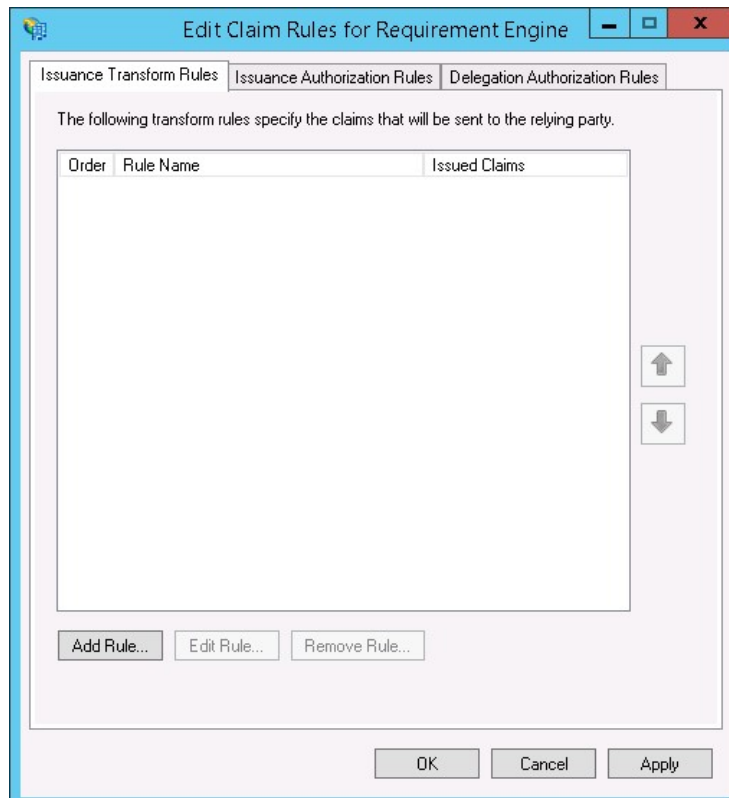 Edit Claim Rules for Requirement Engine
Issuance Transform Rules Issuance Authorization Rules Delegation Authorization Rules
The following transform rules specify the claims that will be sent to the relying party.
Order Rule Name Issued Claims
Add Rule... Edit Rule... Remove Rule...
OK Cancel Apply